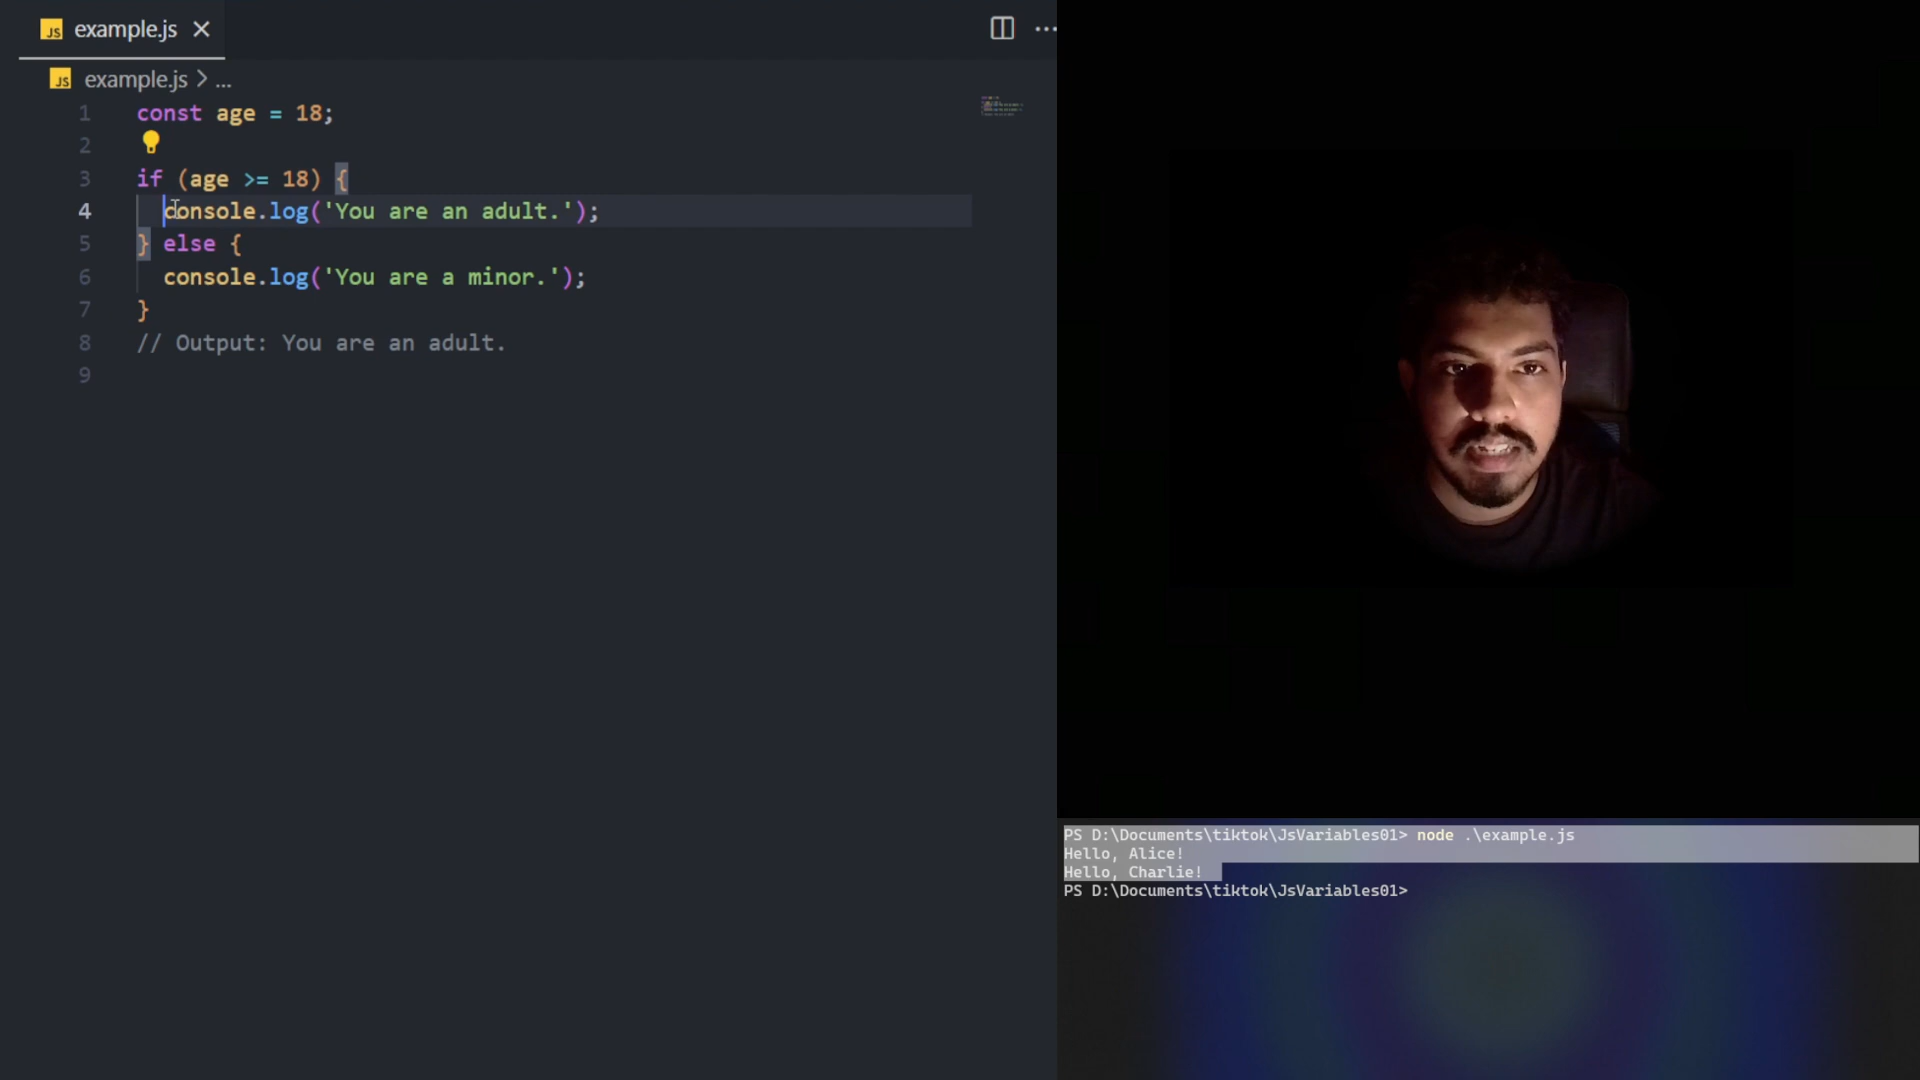 JS example.js
JS example.js > ...
1 const age = 18;
2
3 if (age >= 18) {
4   console.log('You are an adult.');
5 } else {
6   console.log('You are a minor.');
7 }
8 // Output: You are an adult.
9
PS D:\Documents\tiktok\JsVariables01> node .\example.js
Hello, Alice!
Hello, Charlie!
PS D:\Documents\tiktok\JsVariables01>